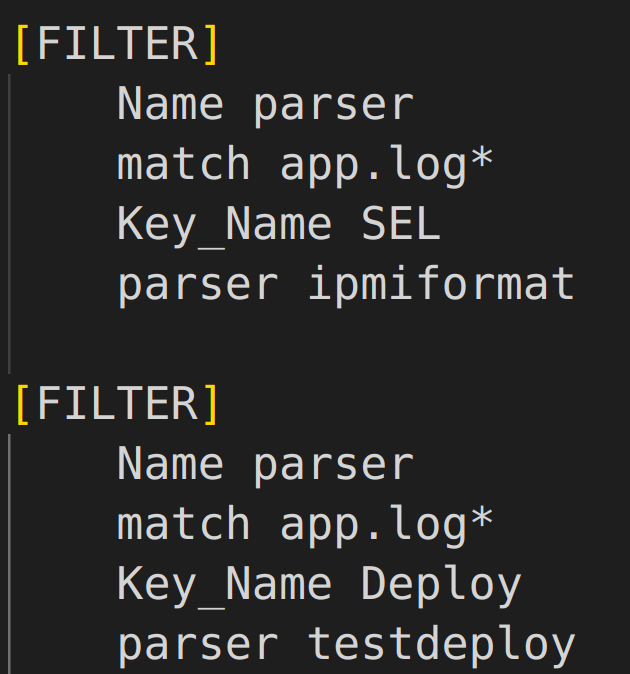 [FILTER]
Name parser
match app.log*
Key_Name SEL
parser ipmiformat
[FILTER]
Name parser
match app.log*
Key_Name Deploy
parser testdeploy